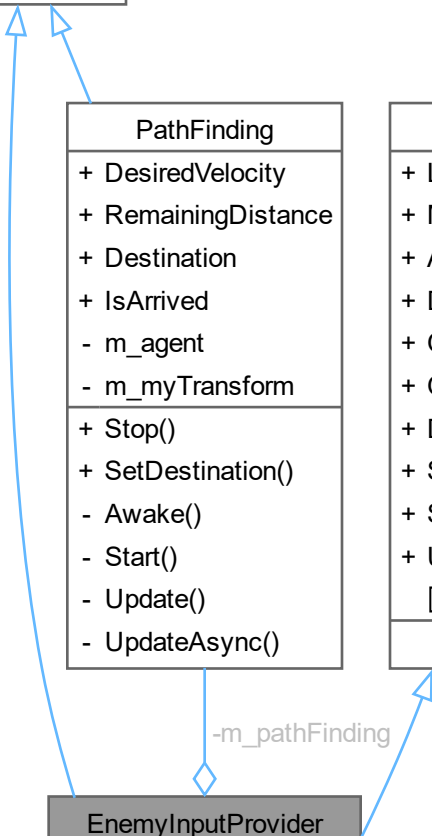 PathFinding
+ DesiredVelocity
+ RemainingDistance
+ Destination
+ IsArrived
- m_agent
- m_myTransform
+ Stop()
+ SetDestination()
- Awake()
- Start()
- Update()
- UpdateAsync()
+
+
+
+
+
+
+
+
+
+
-m_pathFinding
EnemyInputProvider